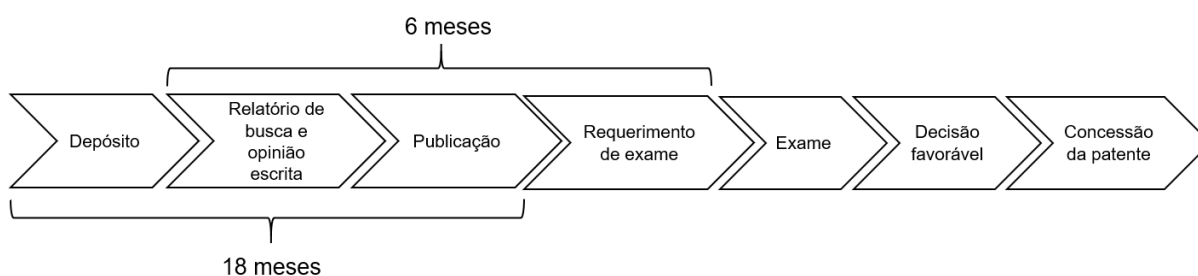 6 meses
Depósito
Relatório de
busca e
opinião
escrita
Publicação
Requerimento
de exame
Exame
Decisão
favorável
Concessão
da patente
18 meses